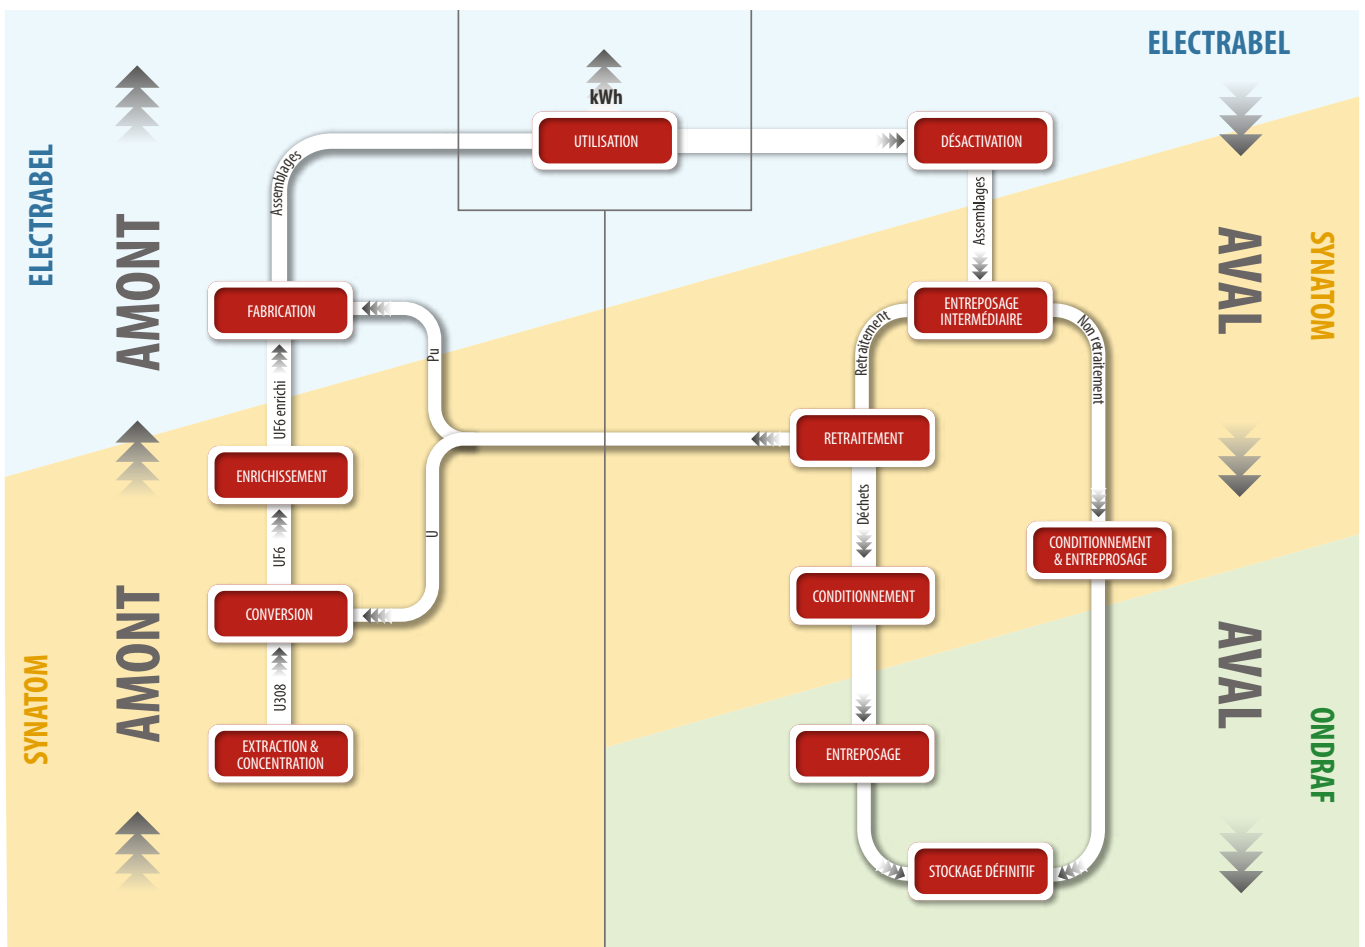 ELECTRABEL
kWh
UTILISATION
DÉSACTIVATION
Assemblages
Assemblages
ELECTRABEL
AMONT
AVAL
SYNATOM
FABRICATION
ENTREPOSAGE
INTERMÉDIAIRE
Pu
Retraitement
Non retraitement
UF6 enrichi
RETRAITEMENT
ENRICHISSEMENT
Déchets
U
UF6
CONDITIONNEMENT
& ENTREPROSAGE
CONVERSION
CONDITIONNEMENT
AMONT
AVAL
SYNATOM
U308
ONDRAF
EXTRACTION &
CONCENTRATION
ENTREPOSAGE
STOCKAGE DÉFINITIF